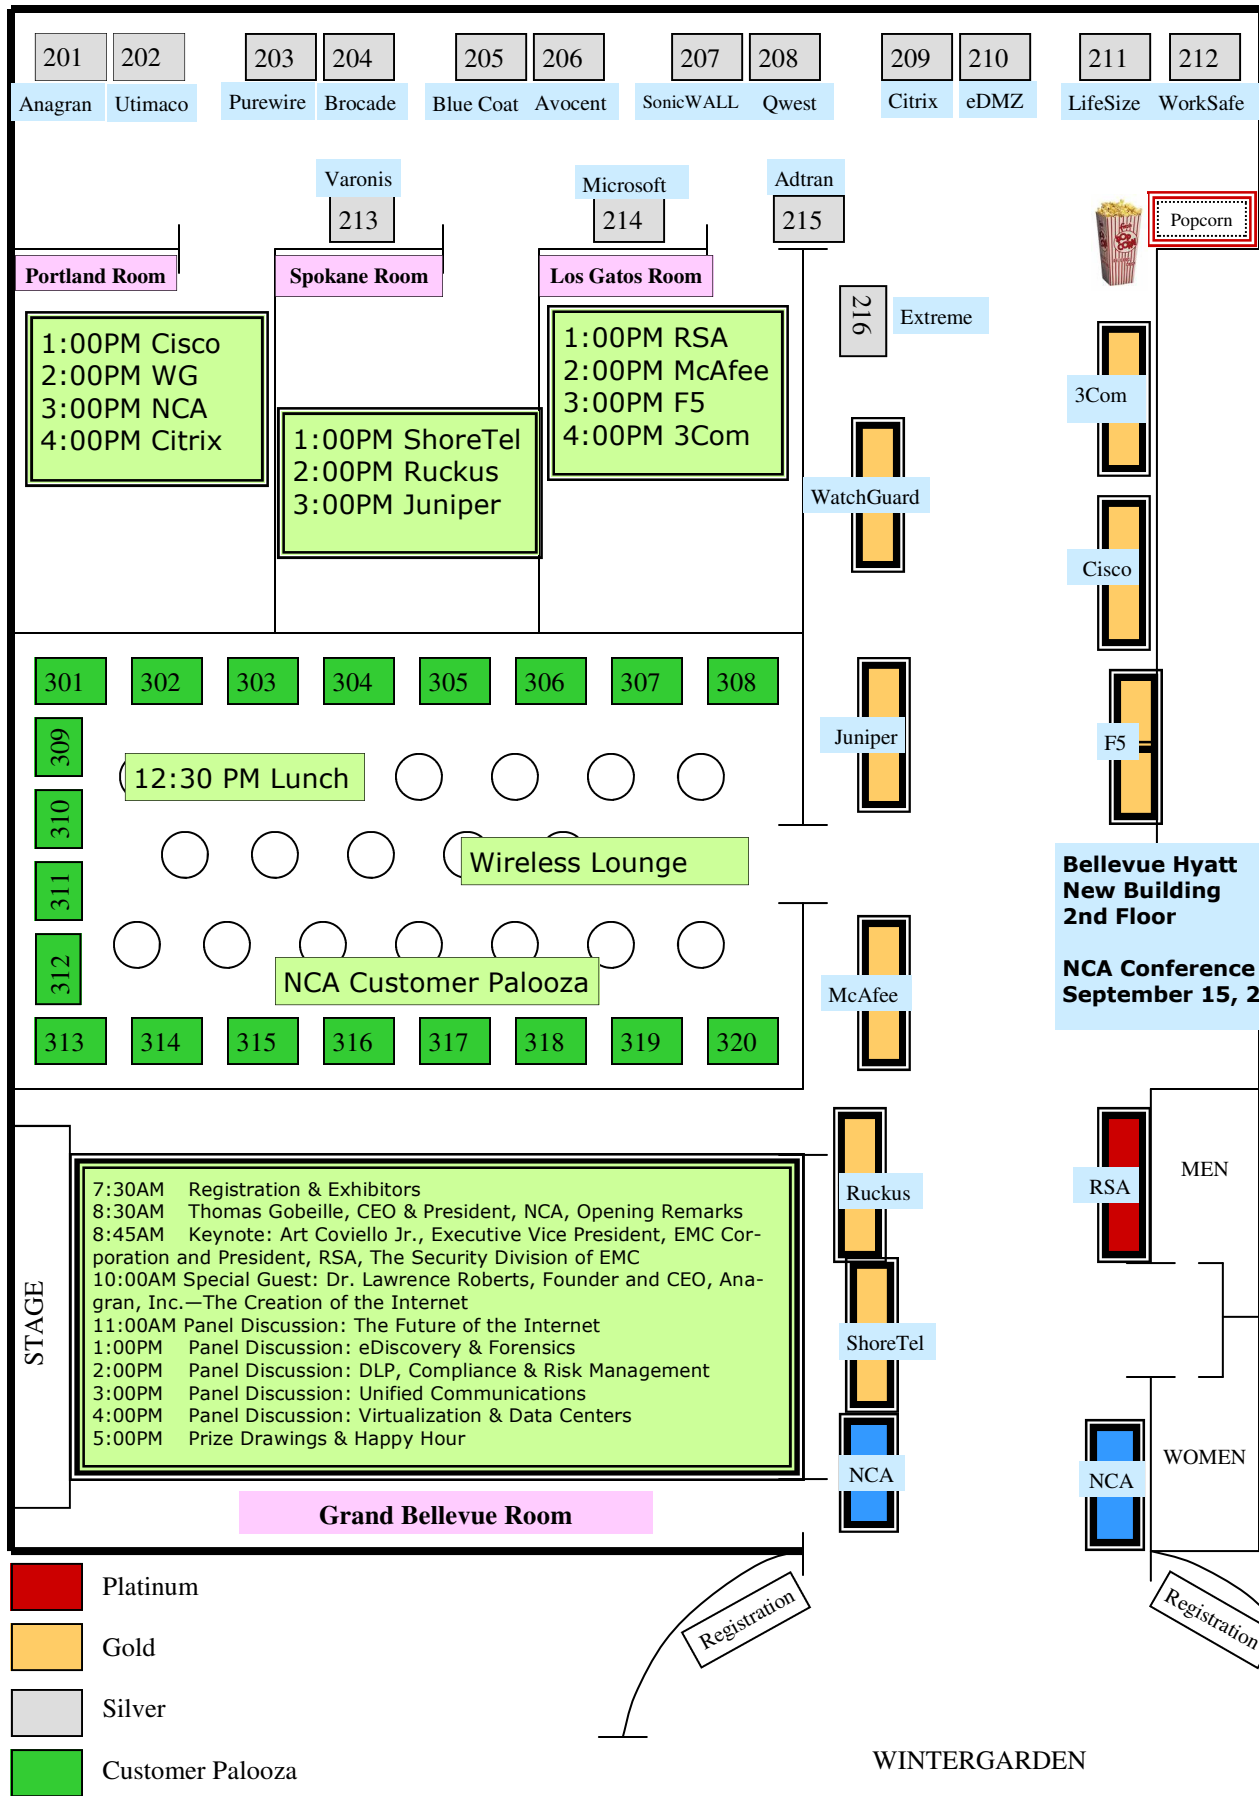 201 202 203 204 205 206 207 208 209 210 211 212
Anagran Utimaco Purewire Brocade Blue Coat Avocent SonicWALL Qwest Citrix eDMZ LifeSize WorkSafe
Varonis
213
Microsoft
214
Adtran
215
Popcorn
Portland Room
Spokane Room
Los Gatos Room
216
Extreme
1:00PM Cisco
2:00PM WG
3:00PM NCA
4:00PM Citrix
1:00PM ShoreTel
2:00PM Ruckus
3:00PM Juniper
1:00PM RSA
2:00PM McAfee
3:00PM F5
4:00PM 3Com
3Com
WatchGuard
Cisco
301 302 303 304 305 306 307 308
309
310
311
312
12:30 PM Lunch
Wireless Lounge
NCA Customer Palooza
313 314 315 316 317 318 319 320
Juniper
F5
McAfee
Bellevue Hyatt
New Building
2nd Floor
NCA Conference
September 15, 2
STAGE
7:30AM Registration & Exhibitors
8:30AM Thomas Gobeille, CEO & President, NCA, Opening Remarks
8:45AM Keynote: Art Coviello Jr., Executive Vice President, EMC Cor-
poration and President, RSA, The Security Division of EMC
10:00AM Special Guest: Dr. Lawrence Roberts, Founder and CEO, Ana-
gran, Inc.—The Creation of the Internet
11:00AM Panel Discussion: The Future of the Internet
1:00PM Panel Discussion: eDiscovery & Forensics
2:00PM Panel Discussion: DLP, Compliance & Risk Management
3:00PM Panel Discussion: Unified Communications
4:00PM Panel Discussion: Virtualization & Data Centers
5:00PM Prize Drawings & Happy Hour
Grand Bellevue Room
Ruckus
RSA
MEN
ShoreTel
NCA
NCA
WOMEN
Platinum
Gold
Silver
Customer Palooza
Registration
Registration
WINTERGARDEN